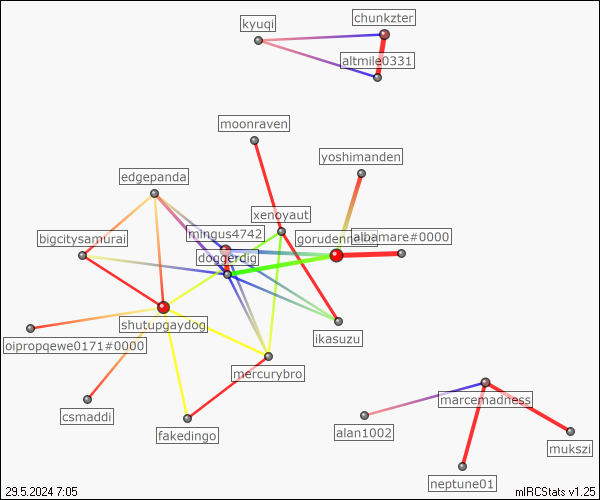 chunkzter
kyuqi
altmile0331
moonraven
yoshimanden
edgepanda
xenoyaut
mingus4742
bigcitysamurai
albamare#0000
doggerdig
shutupgaydog
ikasuzu
oipropqewe0171#0000
mercurybro
marcemadness
csmaddi
alan1002
fakedingo
mukszi
neptune01
29.5.2024 7:05
mIRCStats v1.25